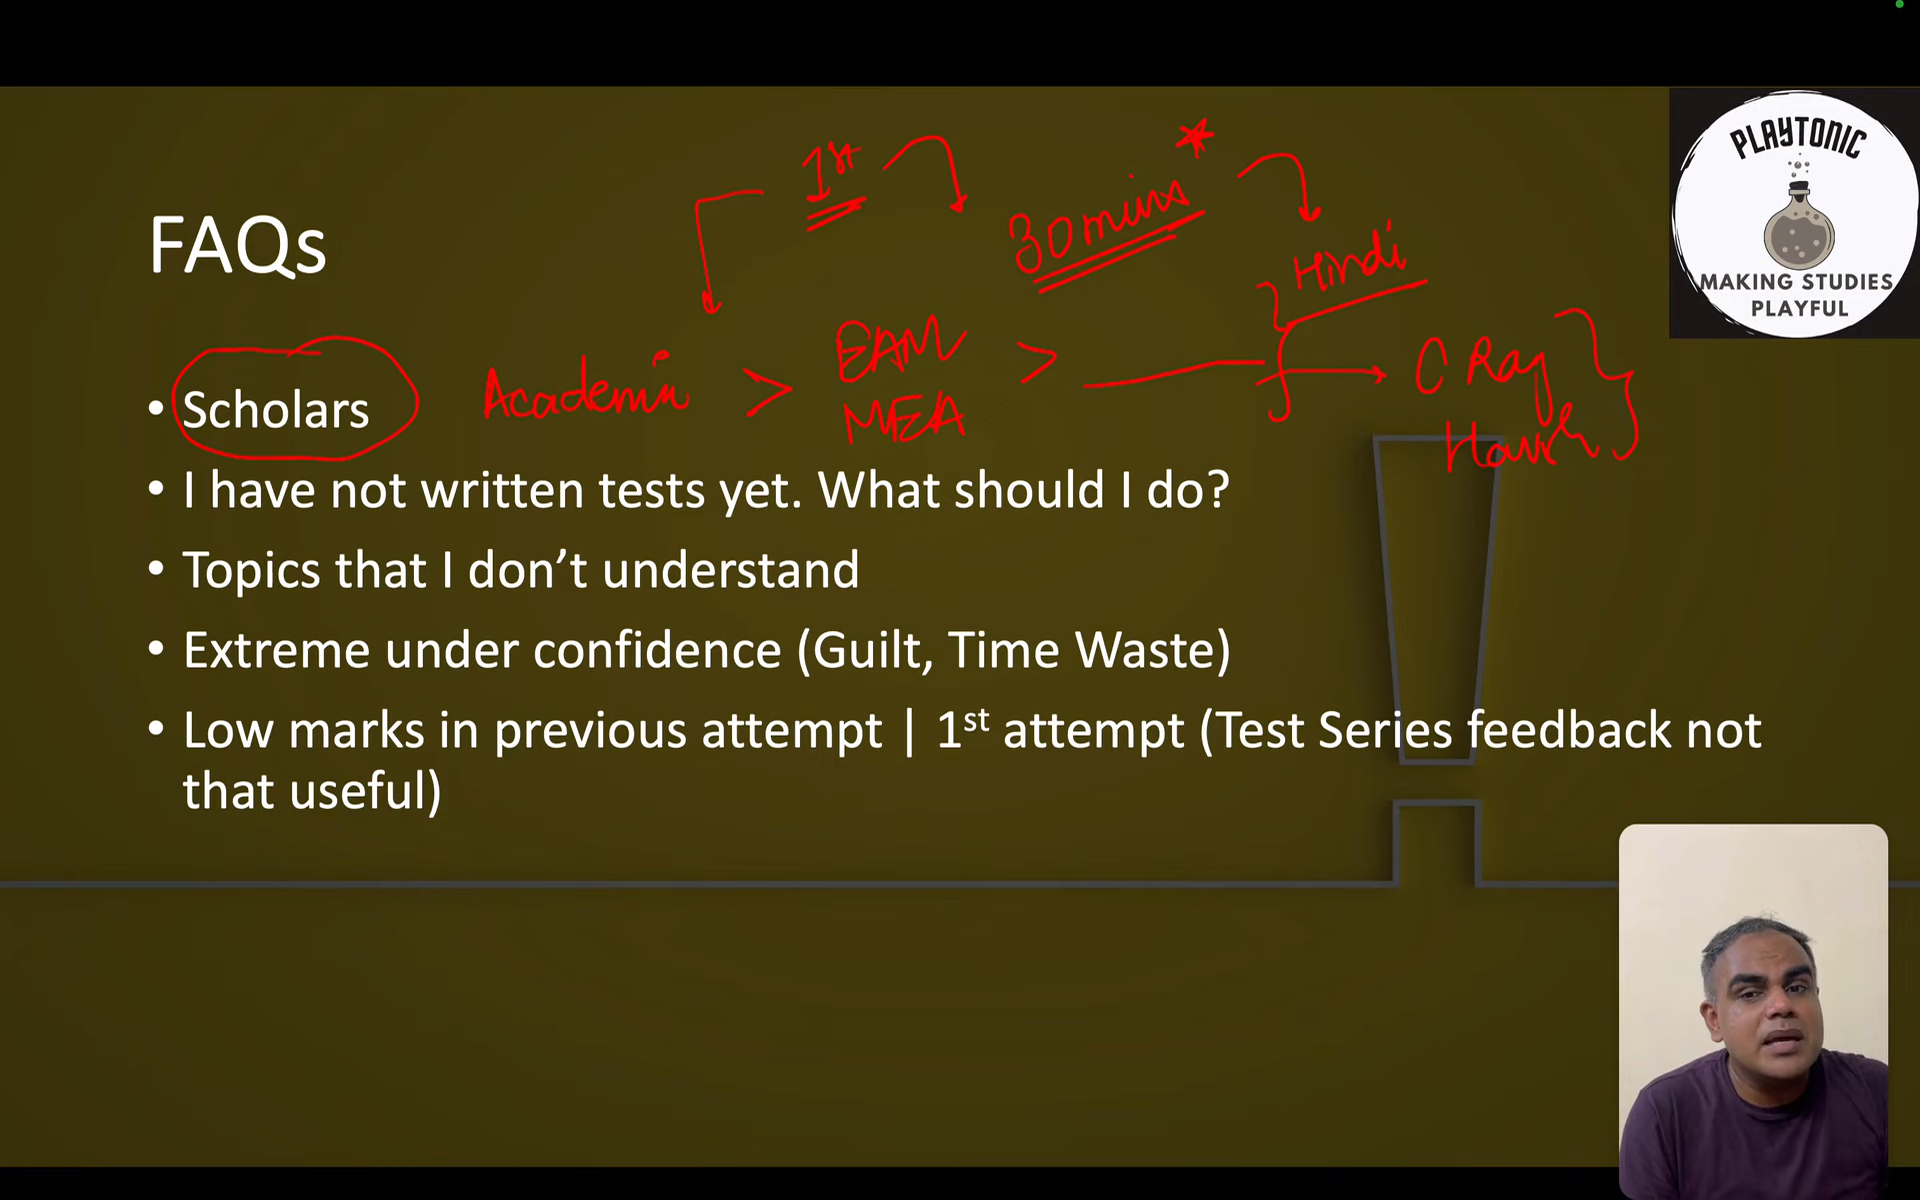 PLAYTONIC
MAKING STUDIES
PLAYFUL
1st
30 mins
Hindi
FAQs
Academia > EAM > C Raj
MEA
• Scholars
• I have not written tests yet. What should I do?
• Topics that I don’t understand
• Extreme under confidence (Guilt, Time Waste)
• Low marks in previous attempt | 1st attempt (Test Series feedback not
that useful)